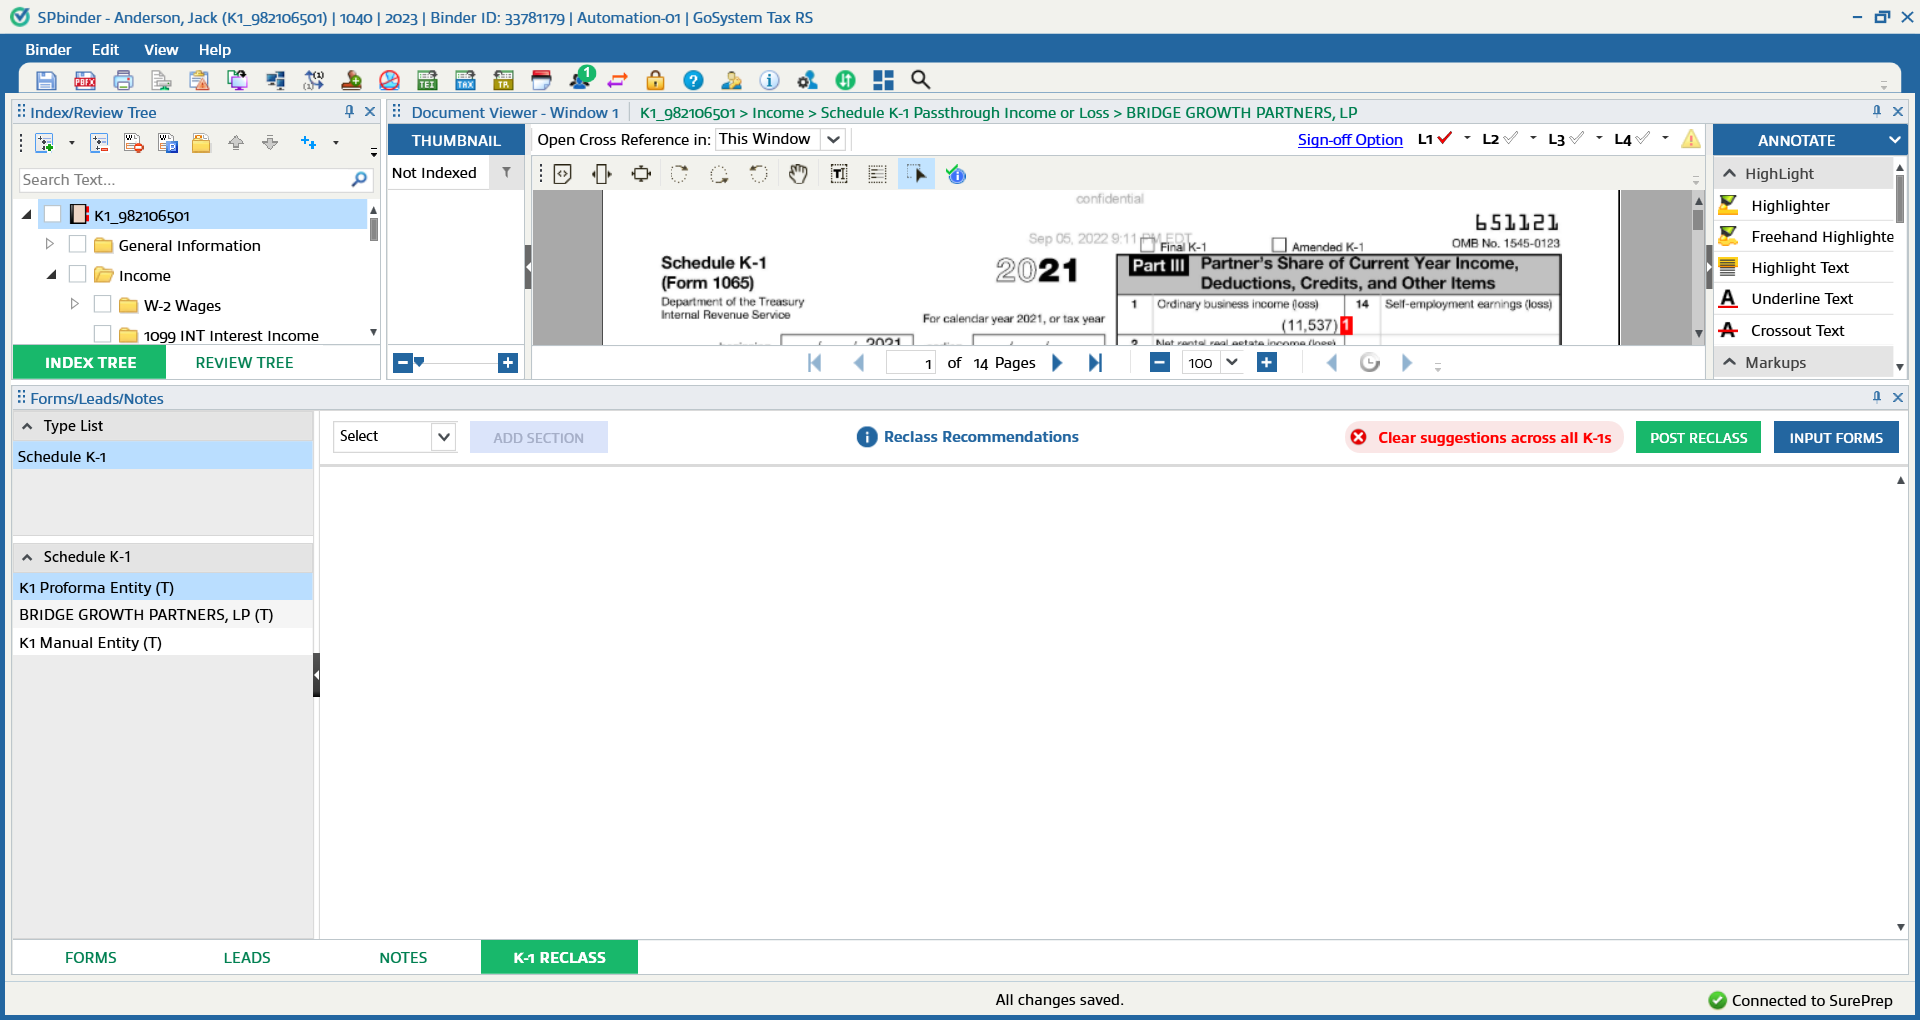 SPbinder - Anderson, Jack (K1_982106501) | 1040 | 2023 | Binder ID: 33781179 | Automation-01 | GoSystem Tax RS
Binder Edit View Help
1
Index/Review Tree
Document Viewer - Window 1
K1_982106501 > Income > Schedule K-1 Passthrough Income or Loss > BRIDGE GROWTH PARTNERS, LP
THUMBNAIL
Open Cross Reference in: This Window
Sign-off Option L1 L2 L3 L4
ANNOTATE
Search Text...
Not Indexed
HighLight
Highlighter
Freehand Highlighte
Highlight Text
Underline Text
Crossout Text
Markups
K1_982106501
General Information
Income
W-2 Wages
1099 INT Interest Income
INDEX TREE REVIEW TREE
confidential
651121
Sep 05, 2022 9:11 PM EDT
Final K-1
Amended K-1
OMB No. 1545-0123
Schedule K-1
(Form 1065)
2021
Department of the Treasury
Internal Revenue Service
For calendar year 2021, or tax year
Part III Partner's Share of Current Year Income,
Deductions, Credits, and Other Items
1 Ordinary business income (loss)
14 Self-employment earnings (loss)
(11,537) 1
2 Net rental real estate income (loss)
2021
1 of 14 Pages
100
Forms/Leads/Notes
Type List
Schedule K-1
Select
ADD SECTION
Reclass Recommendations
Clear suggestions across all K-1s
POST RECLASS
INPUT FORMS
Schedule K-1
K1 Proforma Entity (T)
BRIDGE GROWTH PARTNERS, LP (T)
K1 Manual Entity (T)
FORMS LEADS NOTES K-1 RECLASS
All changes saved.
Connected to SurePrep